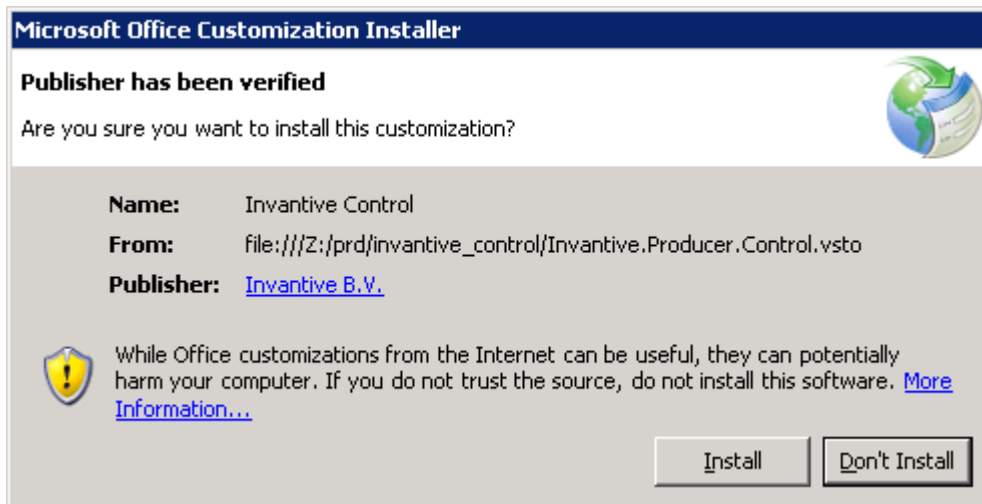 Microsoft Office Customization Installer
Publisher has been verified
Are you sure you want to install this customization?
Name: Invantive Control
From: file:///Z:/prd/invantive_control/Invantive.Producer.Control.vsto
Publisher: Invantive B.V.
While Office customizations from the Internet can be useful, they can potentially
harm your computer. If you do not trust the source, do not install this software. More
Information...
Install Don't Install